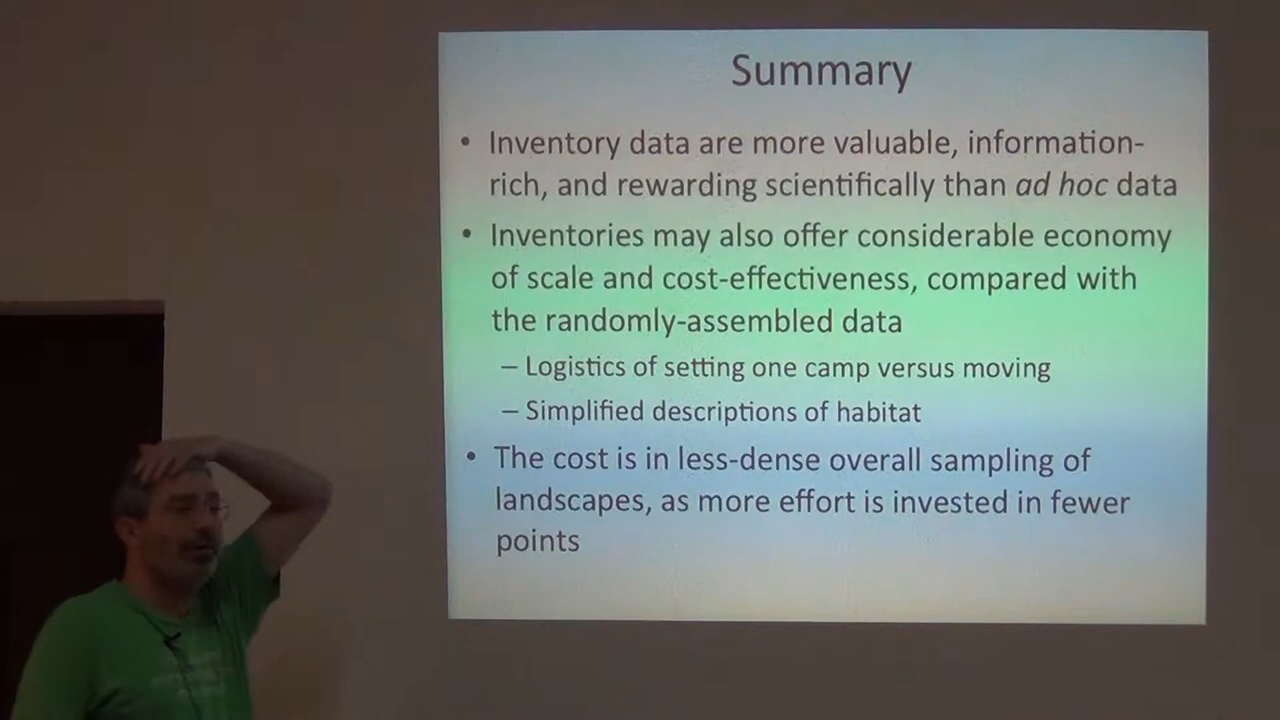 Summary
• Inventory data are more valuable, information-
rich, and rewarding scientifically than ad hoc data
• Inventories may also offer considerable economy
of scale and cost-effectiveness, compared with
the randomly-assembled data
– Logistics of setting one camp versus moving
– Simplified descriptions of habitat
• The cost is in less-dense overall sampling of
landscapes, as more effort is invested in fewer
points